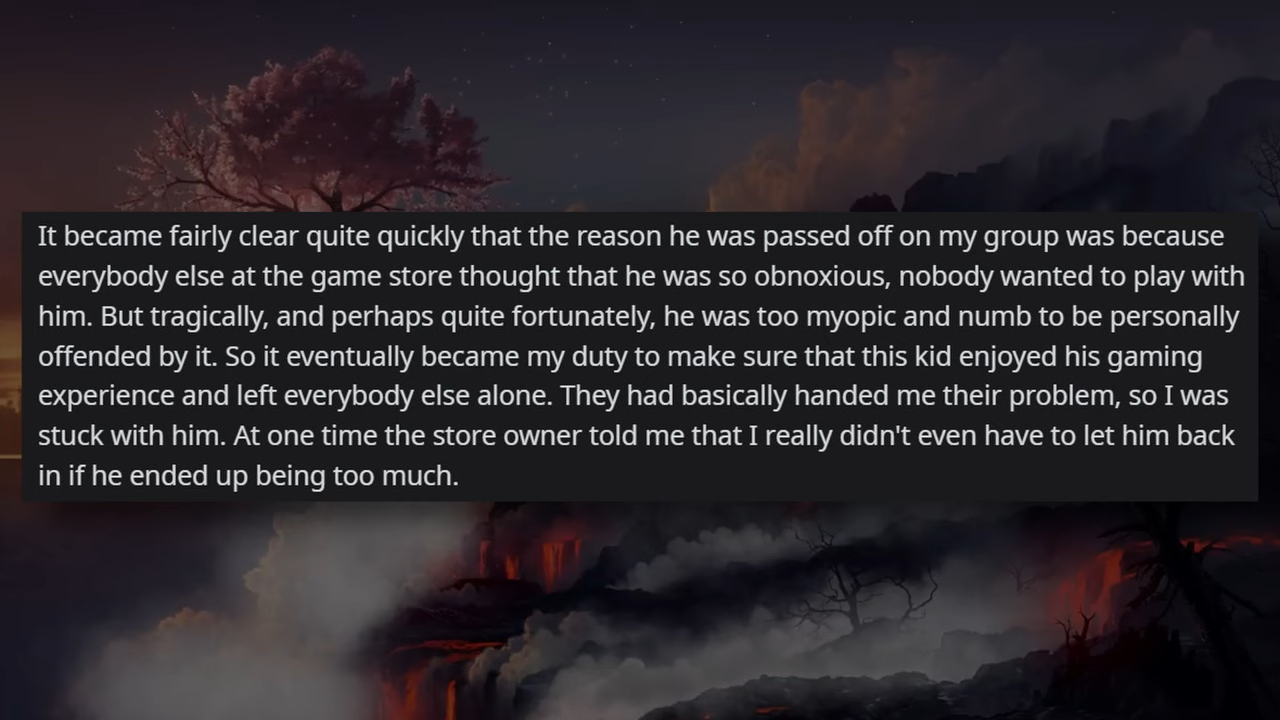 It became fairly clear quite quickly that the reason he was passed off on my group was because
everybody else at the game store thought that he was so obnoxious, nobody wanted to play with
him. But tragically, and perhaps quite fortunately, he was too myopic and numb to be personally
offended by it. So it eventually became my duty to make sure that this kid enjoyed his gaming
experience and left everybody else alone. They had basically handed me their problem, so I was
stuck with him. At one time the store owner told me that I really didn't even have to let him back
in if he ended up being too much.